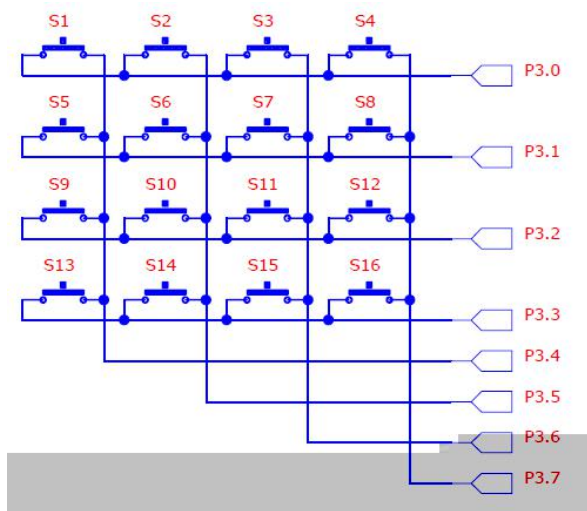 S1 S2 S3 S4
P3.0
S5 S6 S7 S8
P3.1
S9 S10 S11 S12
P3.2
S13 S14 S15 S16
P3.3
P3.4
P3.5
P3.6
P3.7